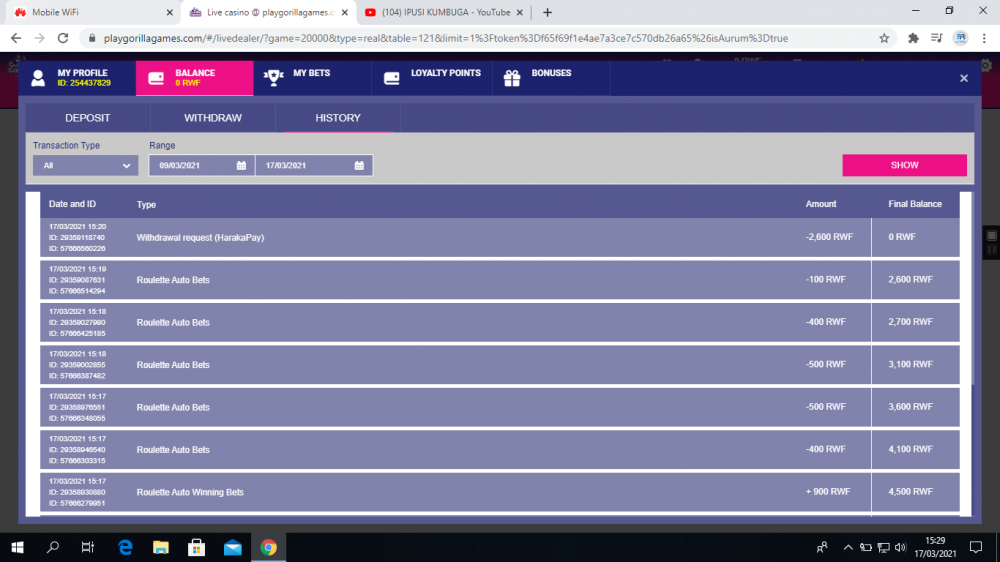 Mobile WiFi
Live casino @ playgorillagames.c
(104) IPUSI KUMBUGA - YouTube
playgorillagames.com/#/livedealer/?game=20000&type=real&table=121&limit=1%3Ftoken%3Df65f69f1e4ae7a3ce7c570db26a65%26isAurum%3Dtrue
MY PROFILE
ID: 254437829
BALANCE
0 RWF
MY BETS
LOYALTY POINTS
BONUSES
DEPOSIT
WITHDRAW
HISTORY
Transaction Type
Range
All
09/03/2021
17/03/2021
SHOW
Date and ID
Type
Amount
Final Balance
17/03/2021 15:20
ID: 29359118740
ID: 57666560226
Withdrawal request (HarakaPay)
-2,600 RWF
0 RWF
17/03/2021 15:19
ID: 29359087631
ID: 57666514294
Roulette Auto Bets
-100 RWF
2,600 RWF
17/03/2021 15:18
ID: 29359027990
ID: 57666425185
Roulette Auto Bets
-400 RWF
2,700 RWF
17/03/2021 15:18
ID: 29359002855
ID: 57666387482
Roulette Auto Bets
-500 RWF
3,100 RWF
17/03/2021 15:17
ID: 29358976551
ID: 57666348055
Roulette Auto Bets
-500 RWF
3,600 RWF
17/03/2021 15:17
ID: 29358946540
ID: 57666303315
Roulette Auto Bets
-400 RWF
4,100 RWF
17/03/2021 15:17
ID: 29358930880
ID: 57666279951
Roulette Auto Winning Bets
+ 900 RWF
4,500 RWF
15:29
17/03/2021